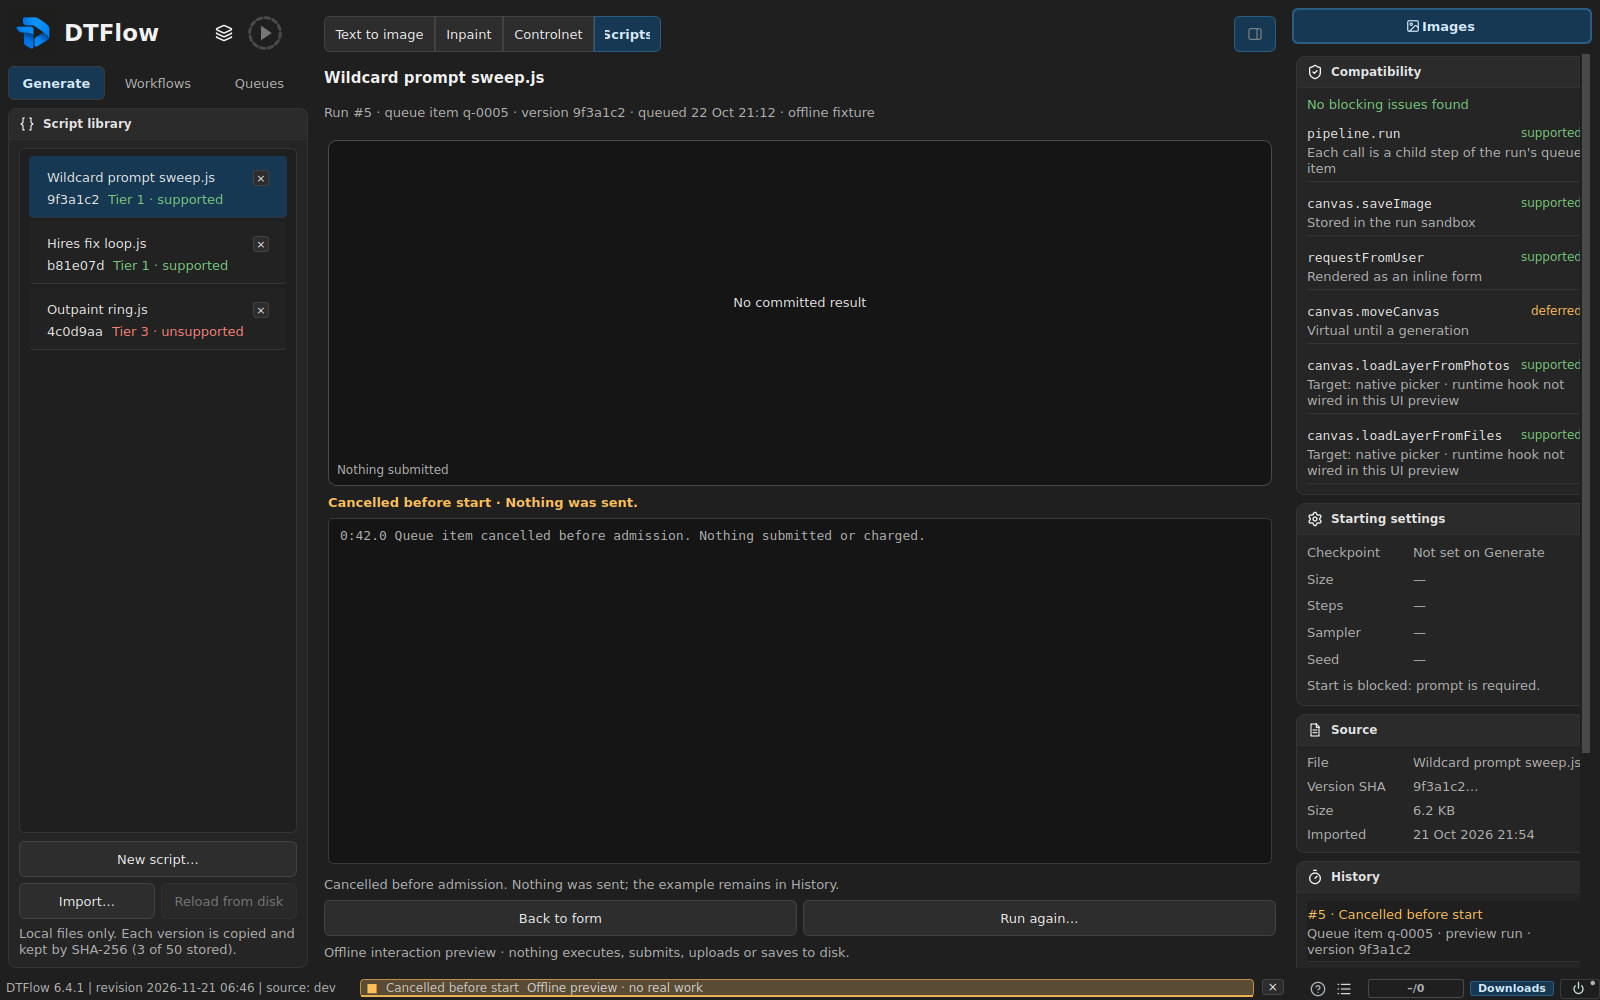 DTFlow
Generate
Workflows
Queues
Script library
Wildcard prompt sweep.js
9f3a1c2 Tier 1 · supported
Hires fix loop.js
b81e07d Tier 1 · supported
Outpaint ring.js
4c0d9aa Tier 3 · unsupported
New script...
Import...
Reload from disk
Local files only. Each version is copied and
kept by SHA-256 (3 of 50 stored).
Text to image
Inpaint
Controlnet
Scripts
Wildcard prompt sweep.js
Run #5 · queue item q-0005 · version 9f3a1c2 · queued 22 Oct 21:12 · offline fixture
No committed result
Nothing submitted
Cancelled before start · Nothing was sent.
0:42.0 Queue item cancelled before admission. Nothing submitted or charged.
Cancelled before admission. Nothing was sent; the example remains in History.
Back to form
Run again...
Offline interaction preview · nothing executes, submits, uploads or saves to disk.
Images
Compatibility
No blocking issues found
pipeline.run supported
Each call is a child step of the run's queue
item
canvas.saveImage supported
Stored in the run sandbox
requestFromUser supported
Rendered as an inline form
canvas.moveCanvas deferred
Virtual until a generation
canvas.loadLayerFromPhotos supported
Target: native picker · runtime hook not
wired in this UI preview
canvas.loadLayerFromFiles supported
Target: native picker · runtime hook not
wired in this UI preview
Starting settings
Checkpoint Not set on Generate
Size —
Steps —
Sampler —
Seed —
Start is blocked: prompt is required.
Source
File Wildcard prompt sweep.js
Version SHA 9f3a1c2...
Size 6.2 KB
Imported 21 Oct 2026 21:54
History
#5 · Cancelled before start
Queue item q-0005 · preview run ·
version 9f3a1c2
DTFlow 6.4.1 | revision 2026-11-21 06:46 | source: dev
Cancelled before start Offline preview · no real work
–/0
Downloads